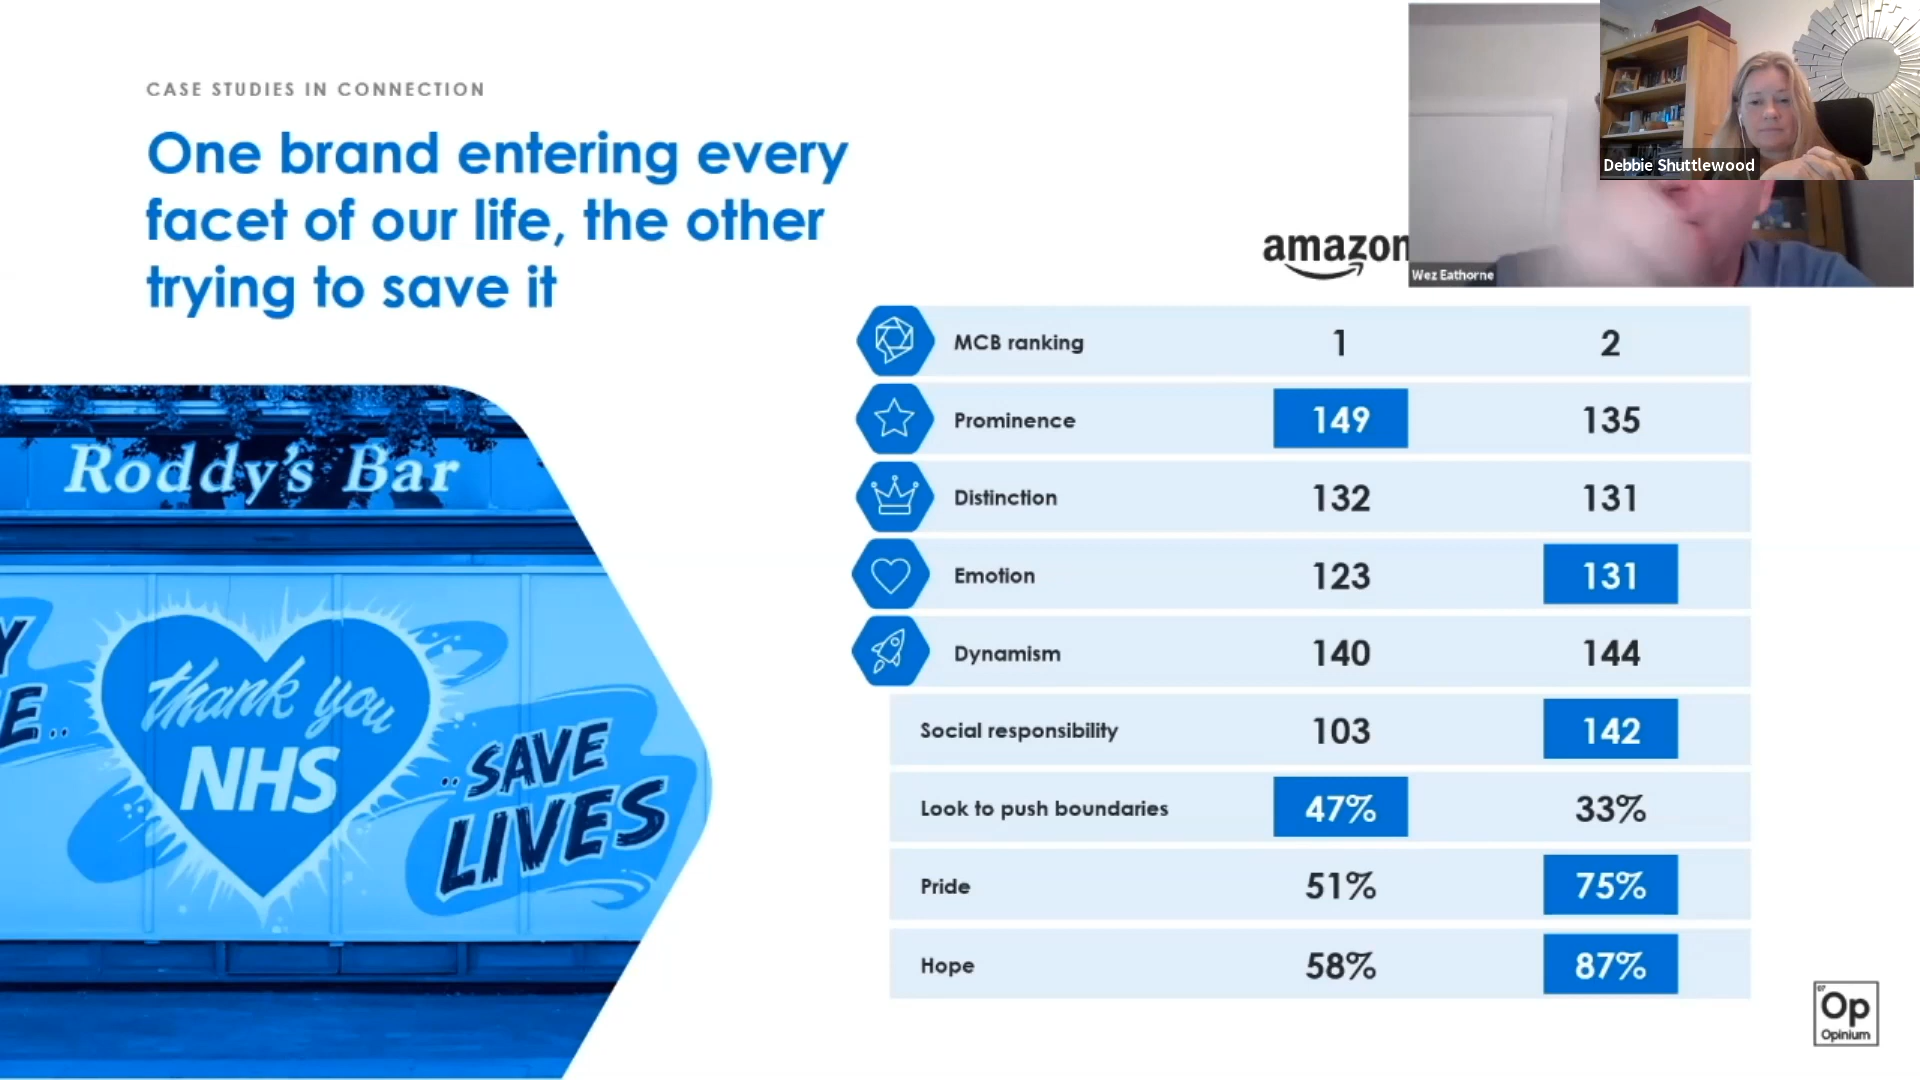 CASE STUDIES IN CONNECTION
One brand entering every
facet of our life, the other
trying to save it
Debbie Shuttlewood
Wez Eathorne
amazon
MCB ranking 1 2
Prominence 149 135
Distinction 132 131
Emotion 123 131
Dynamism 140 144
Social responsibility 103 142
Look to push boundaries 47% 33%
Pride 51% 75%
Hope 58% 87%
Roddy's Bar
thank you
NHS
..SAVE
LIVES
Op
Opinium